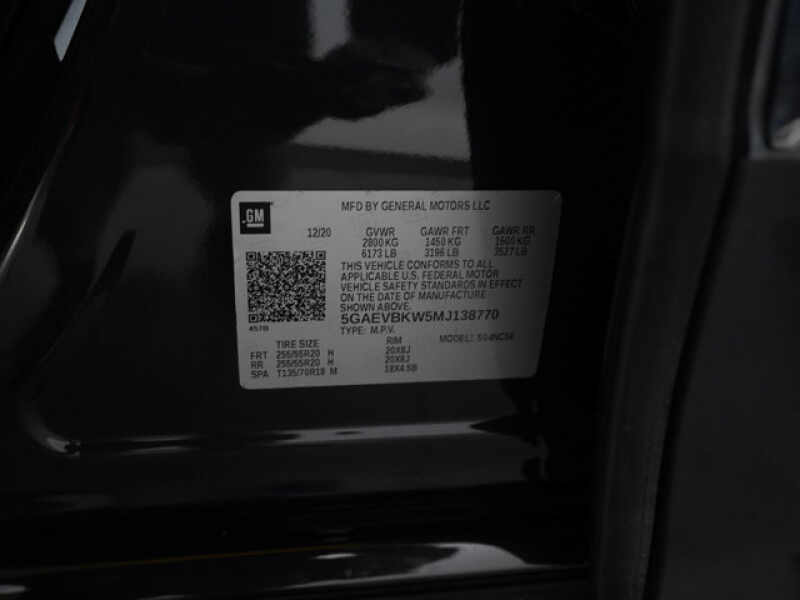 GM
MFD BY GENERAL MOTORS LLC
12/20 GVWR GAWR FRT GAWR RR
2800 KG 1450 KG 1600 KG
6173 LB 3196 LB 3527 LB
THIS VEHICLE CONFORMS TO ALL
APPLICABLE U.S. FEDERAL MOTOR
VEHICLE SAFETY STANDARDS IN EFFECT
ON THE DATE OF MANUFACTURE
SHOWN ABOVE.
5GAEVBKW5MJ138770
TYPE: M.P.V. MODEL:
TIRE SIZE RIM
FRT 255/55R20 H 20X8J
RR 255/55R20 H 20X8J
SPA T135/70R18 M 18X4.5B